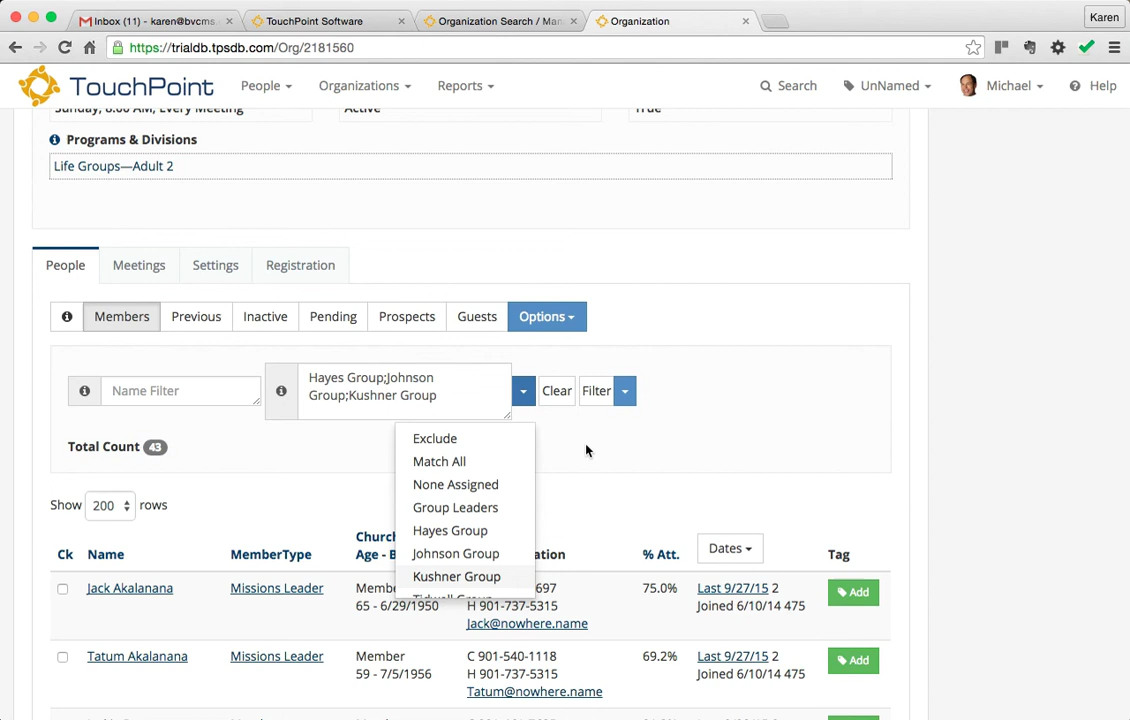 Inbox (11) - karen@bvcms.
TouchPoint Software
Organization Search / Man
Organization
Karen
https://trialdb.tpsdb.com/Org/2181560
TouchPoint
People
Organizations
Reports
Search
UnNamed
Michael
Help
Sunday, 8:00 AM, Every Meeting
Active
True
Programs & Divisions
Life Groups—Adult 2
People
Meetings
Settings
Registration
Members
Previous
Inactive
Pending
Prospects
Guests
Options
Name Filter
Hayes Group;Johnson
Group;Kushner Group
Clear
Filter
Total Count 43
Exclude
Match All
None Assigned
Group Leaders
Hayes Group
Johnson Group
Kushner Group
Tidwell Group
Show 200 rows
Ck
Name
MemberType
Church
Age - B
% Att.
Dates
Tag
Jack Akalanana
Missions Leader
65 - 6/29/1950
H 901-737-5315
Jack@nowhere.name
75.0%
Last 9/27/15 2
Joined 6/10/14 475
Add
Tatum Akalanana
Missions Leader
Member
59 - 7/5/1956
C 901-540-1118
H 901-737-5315
Tatum@nowhere.name
69.2%
Last 9/27/15 2
Joined 6/10/14 475
Add